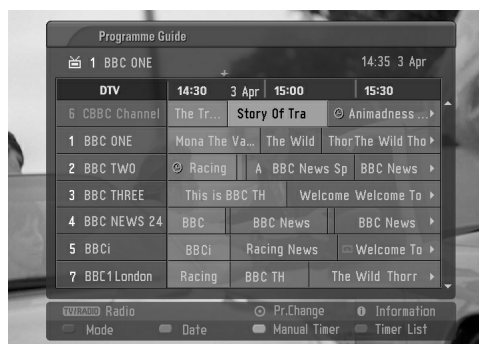 Programme Guide
1 BBC ONE 14:35 3 Apr
DTV 14:30 3 Apr 15:00 15:30
6 CBBC Channel The Tr... Story Of Tra Animadness ...
1 BBC ONE Mona The Va... The Wild Thor The Wild Tho
2 BBC TWO Racing A BBC News Sp BBC News
3 BBC THREE This is BBC TH Welcome Welcome To
4 BBC NEWS 24 BBC BBC News BBC News
5 BBCi BBCi Racing News Welcome To
7 BBC1 London Racing BBC TH The Wild Thorr
TV/RADIO Radio Pr.Change Information
Mode Date Manual Timer Timer List